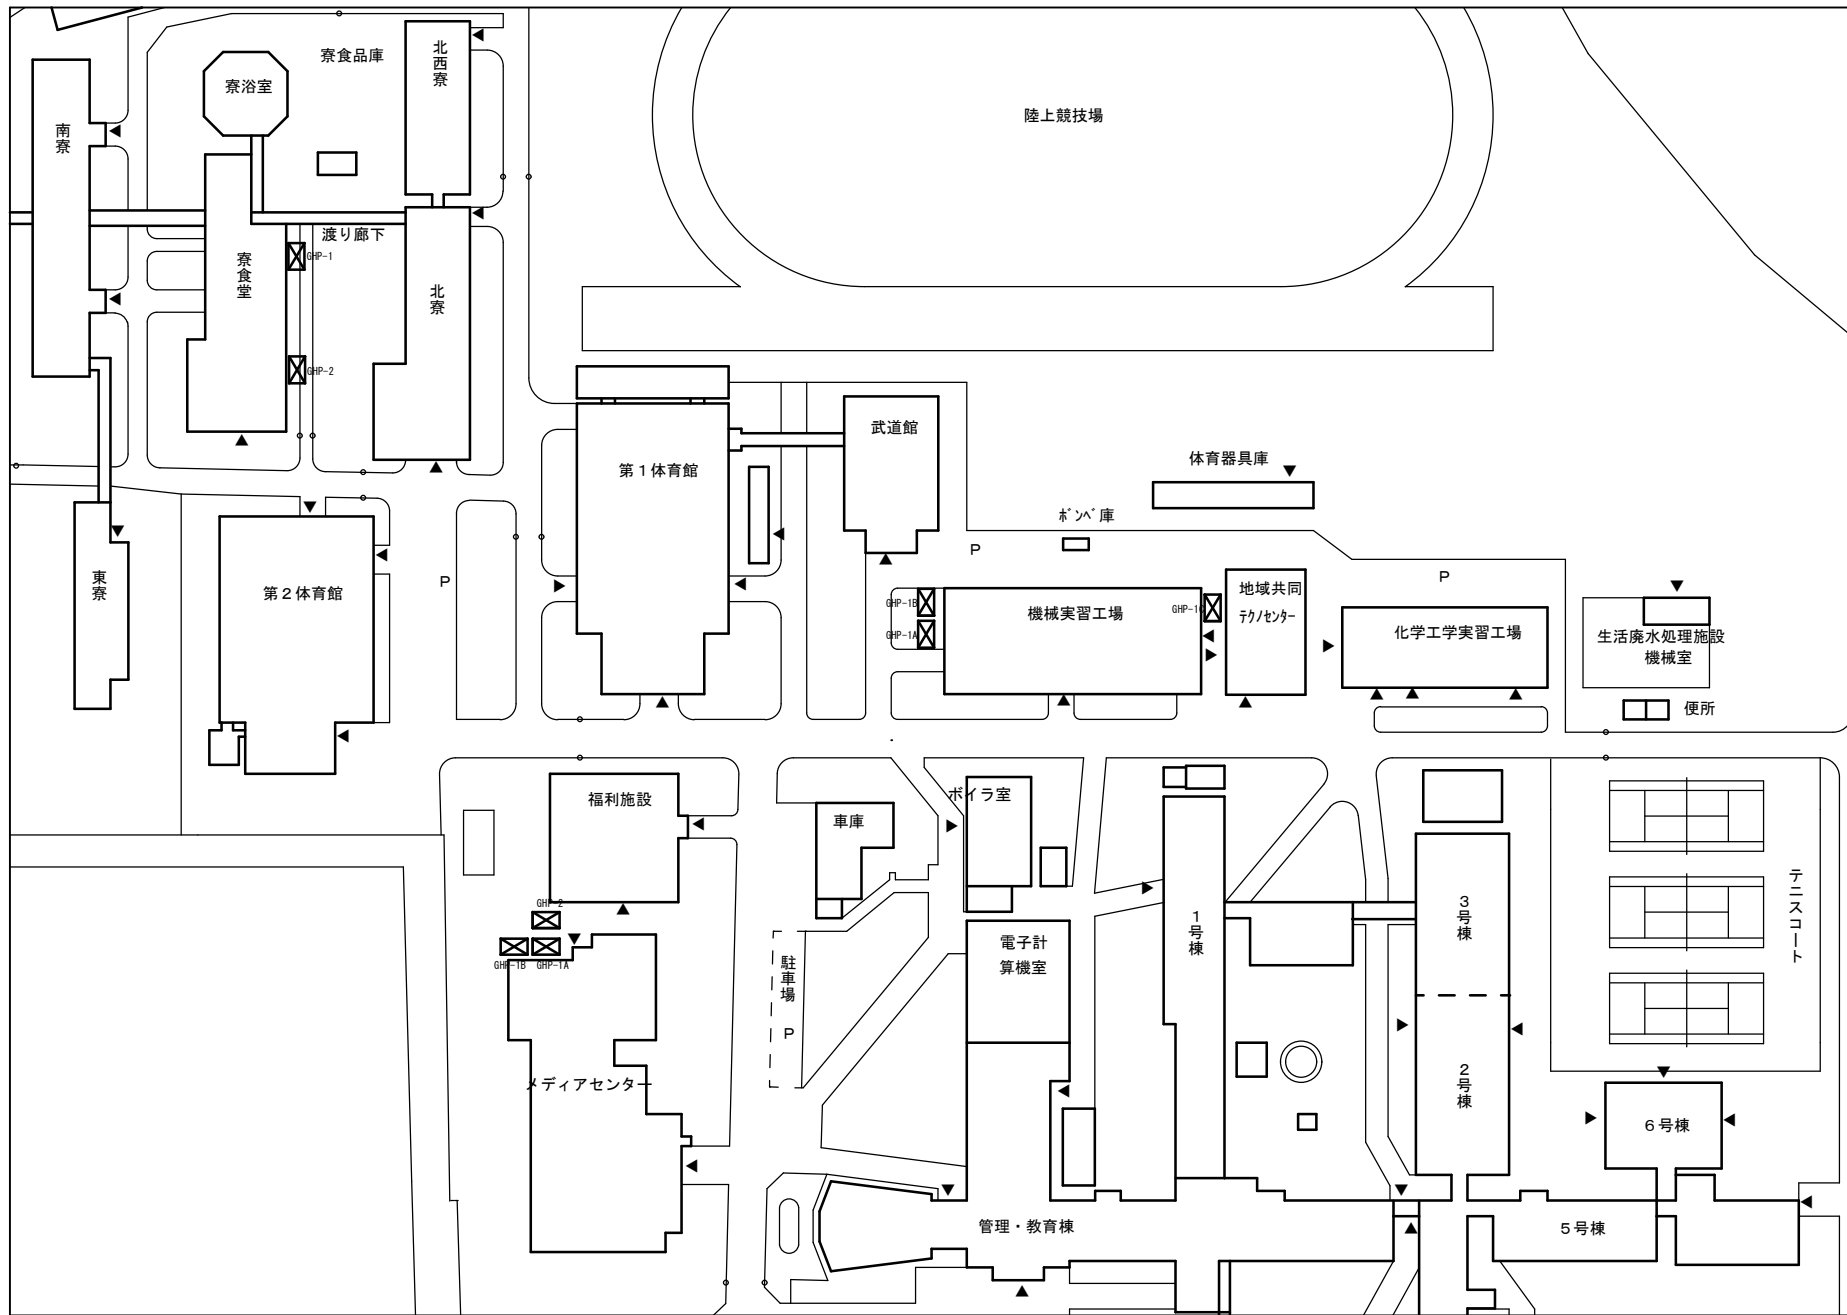 寮食品庫
北西寮
寮浴室
南寮
陸上競技場
渡り廊下
GHP-1
寮食堂
北寮
GHP-2
武道館
第１体育館
体育器具庫
ボンベ庫
P
P
P
東寮
第２体育館
GHP-1B
GHP-1A
機械実習工場
GHP-1C
地域共同
テクノセンター
化学工学実習工場
生活廃水処理施設
機械室
便所
福利施設
車庫
ボイラ室
テニスコート
GHP-2
GHP-1B
GHP-1A
駐車場
P
電子計
算機室
１号棟
３号棟
メディアセンター
２号棟
６号棟
管理・教育棟
５号棟